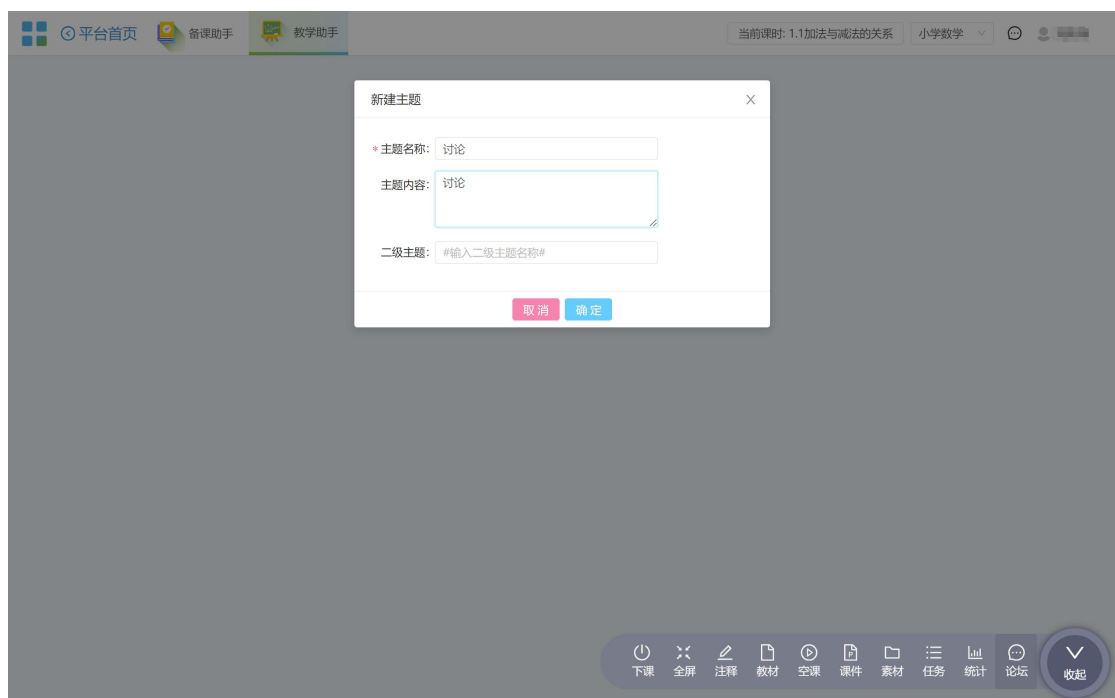 平台首页 备课助手 教学助手 当前课时: 1.1加法与减法的关系 小学数学
新建主题 X
*主题名称: 讨论
主题内容: 讨论
二级主题: #输入二级主题名称#
取消 确定
下课 全屏 注释 教材 空课 课件 素材 任务 统计 论坛 收起